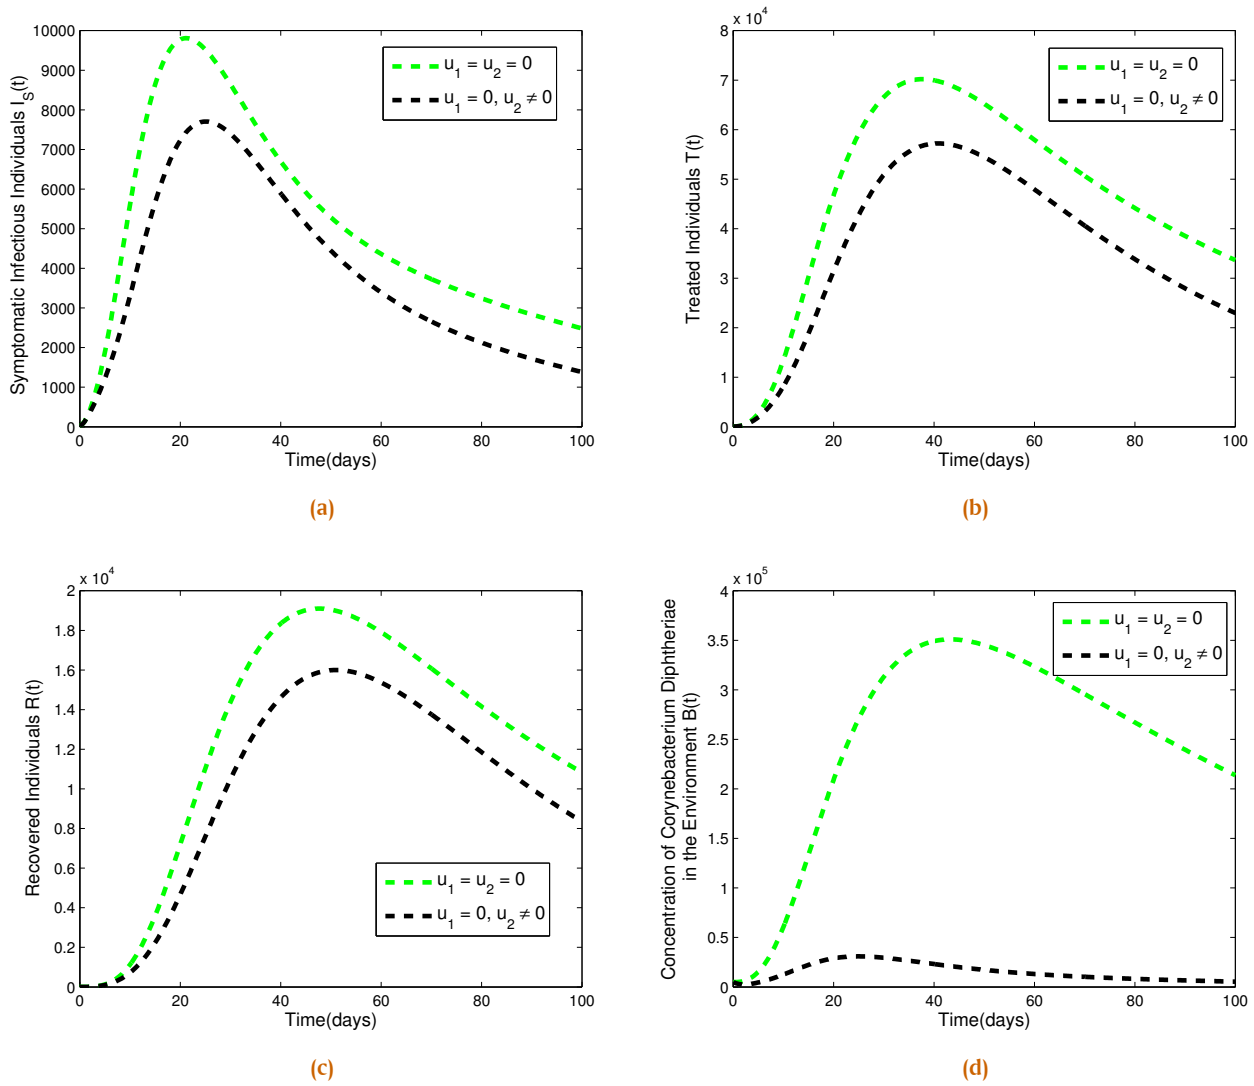 10000
9000
8000
7000
6000
5000
4000
3000
2000
1000
0
0 20 40 60 80 100
Symptomatic Infectious Individuals I_S(t)
Time(days)
u_1 = u_2 = 0
u_1 = 0, u_2 ≠ 0
(a)
x 10^4
8
7
6
5
4
3
2
1
0
0 20 40 60 80 100
Treated Individuals T(t)
Time(days)
u_1 = u_2 = 0
u_1 = 0, u_2 ≠ 0
(b)
x 10^4
2
1.8
1.6
1.4
1.2
1
0.8
0.6
0.4
0.2
0
0 20 40 60 80 100
Recovered Individuals R(t)
Time(days)
u_1 = u_2 = 0
u_1 = 0, u_2 ≠ 0
(c)
x 10^5
4
3.5
3
2.5
2
1.5
1
0.5
0
0 20 40 60 80 100
Concentration of Corynebacterium Diphtheriae
in the Environment B(t)
Time(days)
u_1 = u_2 = 0
u_1 = 0, u_2 ≠ 0
(d)